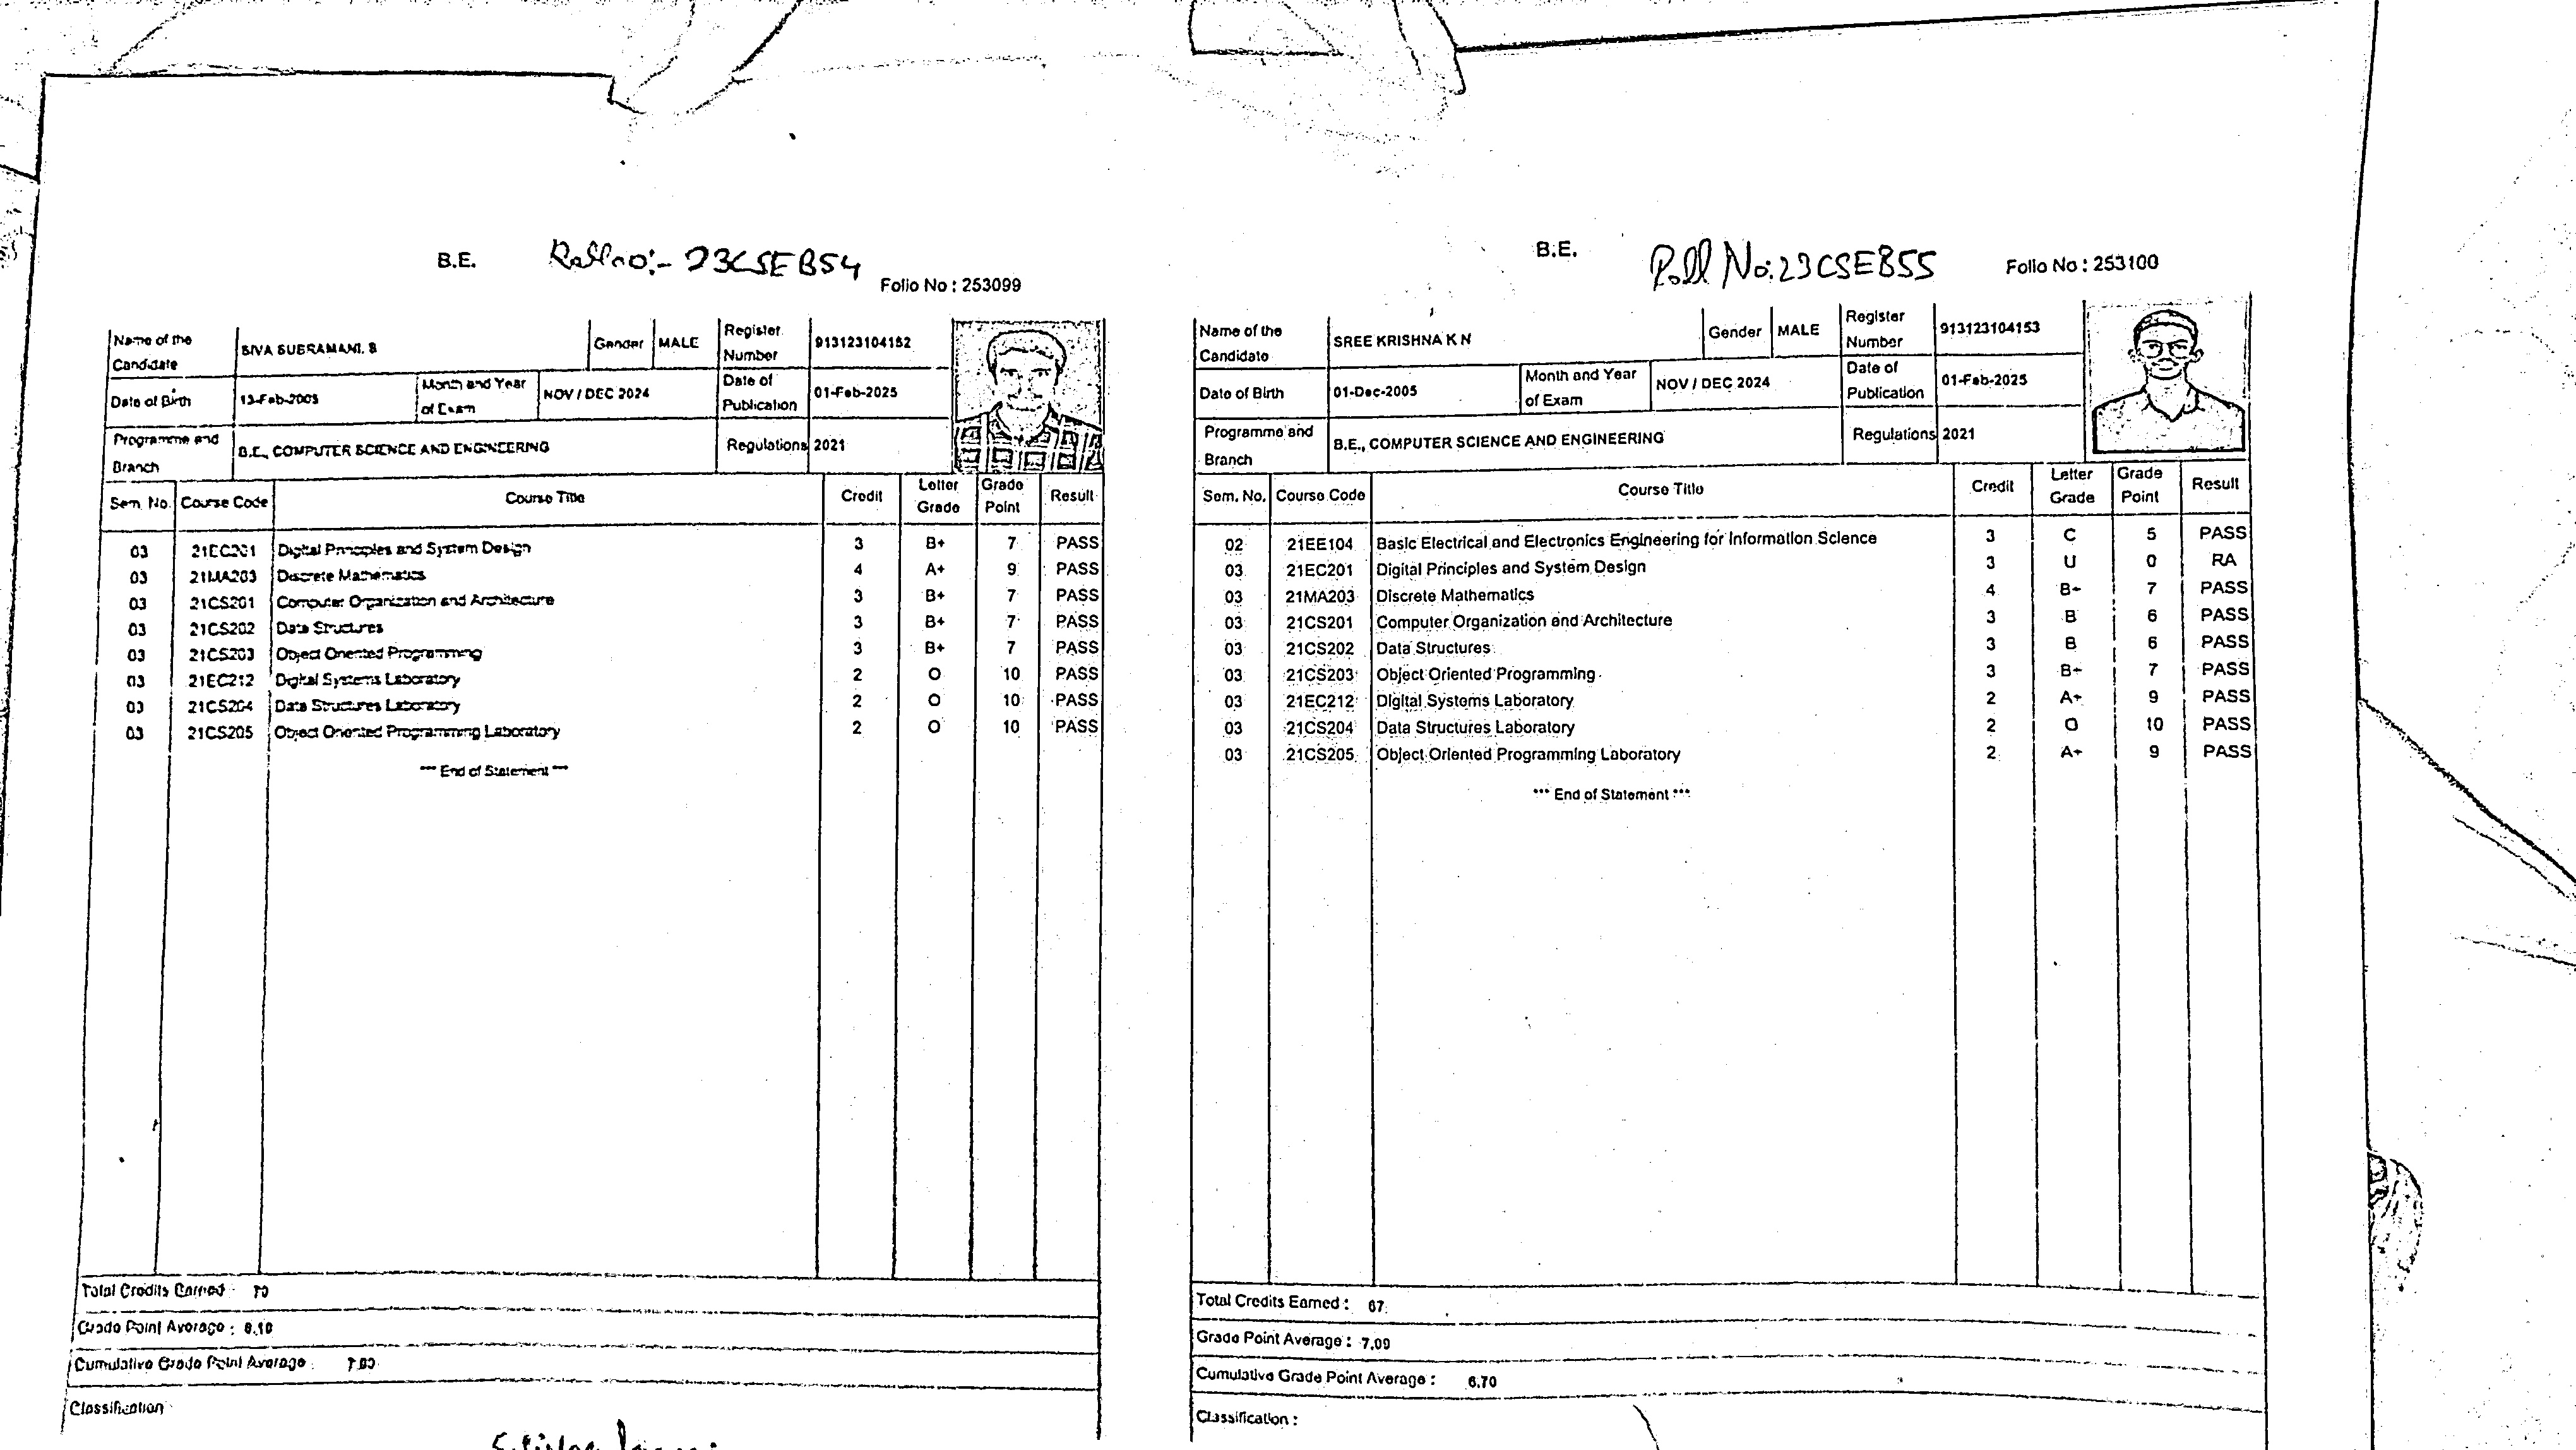 B.E. Roll no:- 23CSEB54
Folio No : 253099
Name of the Candidate SIVA SUBRAMANI. S Gender MALE Register Number 913123104152
Date of Birth 13-Feb-2005 Month and Year of Exam NOV / DEC 2024 Date of Publication 01-Feb-2025
Programme and Branch B.E., COMPUTER SCIENCE AND ENGINEERING Regulations 2021
Sem. No. Course Code Course Title Credit Letter Grade Grade Point Result
03 21EC201 Digital Principles and System Design 3 B+ 7 PASS
03 21MA203 Discrete Mathematics 4 A+ 9 PASS
03 21CS201 Computer Organization and Architecture 3 B+ 7 PASS
03 21CS202 Data Structures 3 B+ 7 PASS
03 21CS203 Object Oriented Programming 3 B+ 7 PASS
03 21EC212 Digital Systems Laboratory 2 O 10 PASS
03 21CS204 Data Structures Laboratory 2 O 10 PASS
03 21CS205 Object Oriented Programming Laboratory 2 O 10 PASS
*** End of Statement ***
Total Credits Earned : 70
Grade Point Average :
Cumulative Grade Point Average :
Classification
B.E. Roll No: 23CSEB55
Folio No : 253100
Name of the Candidate SREE KRISHNA K N Gender MALE Register Number 913123104153
Date of Birth 01-Dec-2005 Month and Year of Exam NOV / DEC 2024 Date of Publication 01-Feb-2025
Programme and Branch B.E., COMPUTER SCIENCE AND ENGINEERING Regulations 2021
Sem. No. Course Code Course Title Credit Letter Grade Grade Point Result
02 21EE104 Basic Electrical and Electronics Engineering for Information Science 3 C 5 PASS
03 21EC201 Digital Principles and System Design 3 U 0 RA
03 21MA203 Discrete Mathematics 4 B+ 7 PASS
03 21CS201 Computer Organization and Architecture 3 B 6 PASS
03 21CS202 Data Structures 3 B 6 PASS
03 21CS203 Object Oriented Programming 3 B+ 7 PASS
03 21EC212 Digital Systems Laboratory 2 A+ 9 PASS
03 21CS204 Data Structures Laboratory 2 O 10 PASS
03 21CS205 Object Oriented Programming Laboratory 2 A+ 9 PASS
*** End of Statement ***
Total Credits Earned : 67
Grade Point Average : 7.09
Cumulative Grade Point Average : 6.70
Classification :